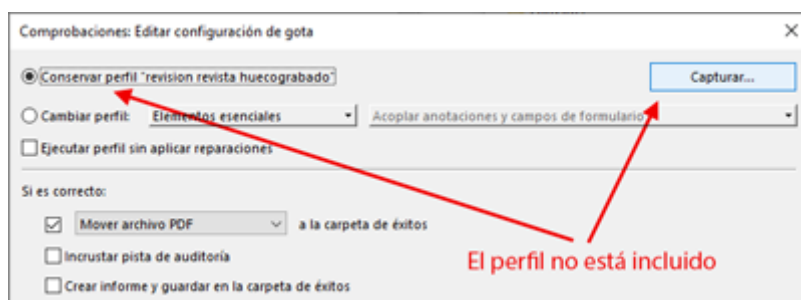 Comprobaciones: Editar configuración de gota
Conservar perfil "revision revista huecograbado"
Capturar...
Cambiar perfil: Elementos esenciales Acoplar anotaciones y campos de formulario
Ejecutar perfil sin aplicar reparaciones
Si es correcto:
Mover archivo PDF a la carpeta de éxitos
Incrustar pista de auditoría
El perfil no está incluido
Crear informe y guardar en la carpeta de éxitos